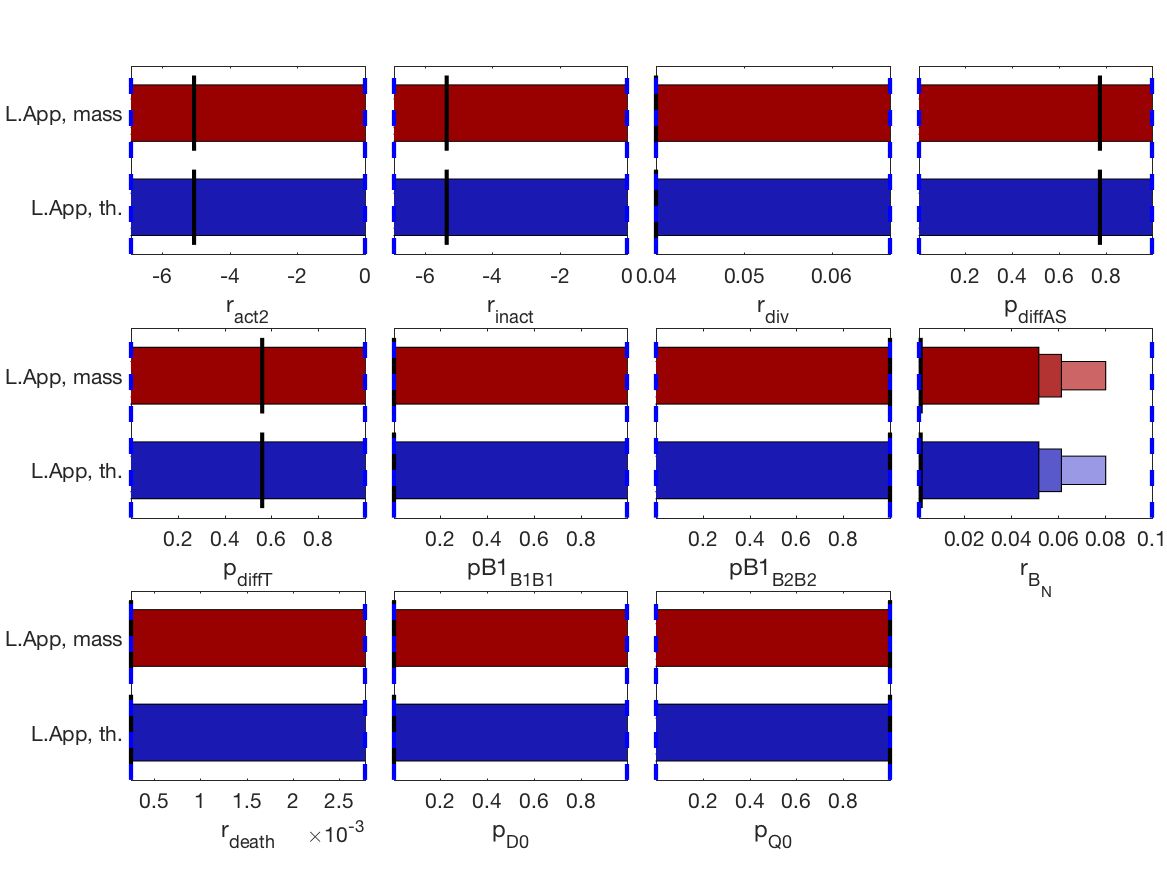 L.App, mass
L.App, th.
-6 -4 -2 0
r_act2
-6 -4 -2 0
r_inact
0.04 0.05 0.06
r_div
0.2 0.4 0.6 0.8
p_diffAS
L.App, mass
L.App, th.
0.2 0.4 0.6 0.8
p_diffT
0.2 0.4 0.6 0.8
pB1_B1B1
0.2 0.4 0.6 0.8
pB1_B2B2
0.02 0.04 0.06 0.08 0.1
r_B_N
L.App, mass
L.App, th.
0.5 1 1.5 2 2.5
r_death ×10^-3
0.2 0.4 0.6 0.8
p_D0
0.2 0.4 0.6 0.8
p_Q0